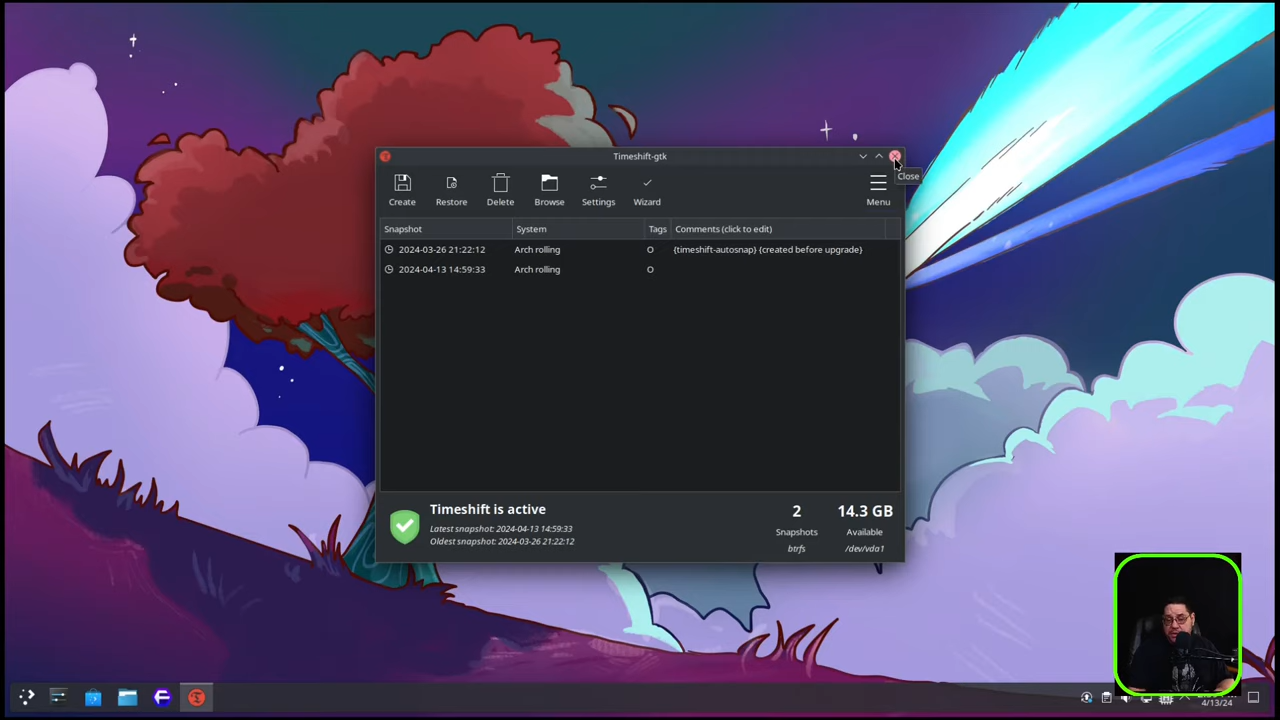 Timeshift-gtk
Close
Create Restore Delete Browse Settings Wizard Menu
Snapshot System Tags Comments (click to edit)
2024-03-26 21:22:12 Arch rolling O {timeshift-autosnap} {created before upgrade}
2024-04-13 14:59:33 Arch rolling O
Timeshift is active 2 14.3 GB
Latest snapshot: 2024-04-13 14:59:33 Snapshots Available
Oldest snapshot: 2024-03-26 21:22:12 btrfs /dev/vda1
4/13/24